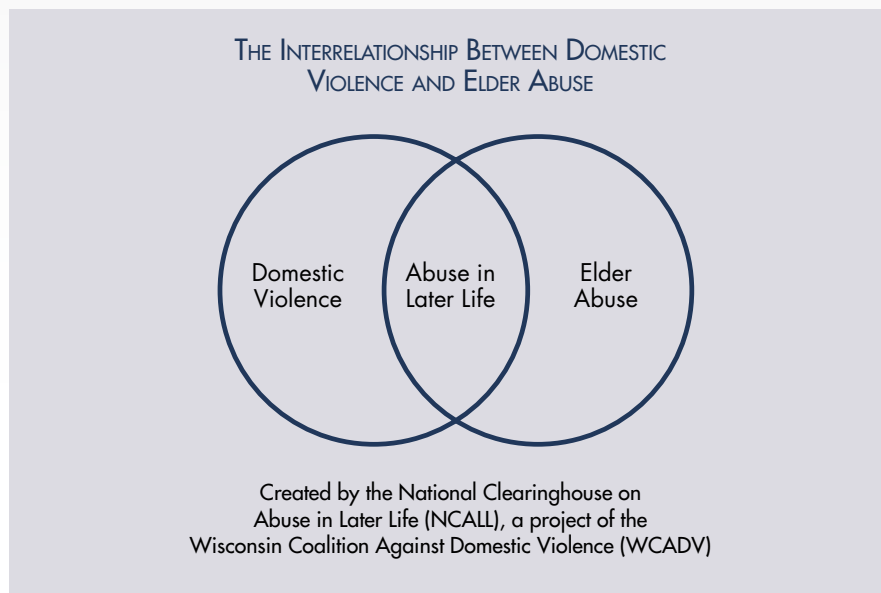 The Interrelationship Between Domestic
Violence and Elder Abuse
Domestic
Violence
Abuse in
Later Life
Elder
Abuse
Created by the National Clearinghouse on
Abuse in Later Life (NCALL), a project of the
Wisconsin Coalition Against Domestic Violence (WCADV)